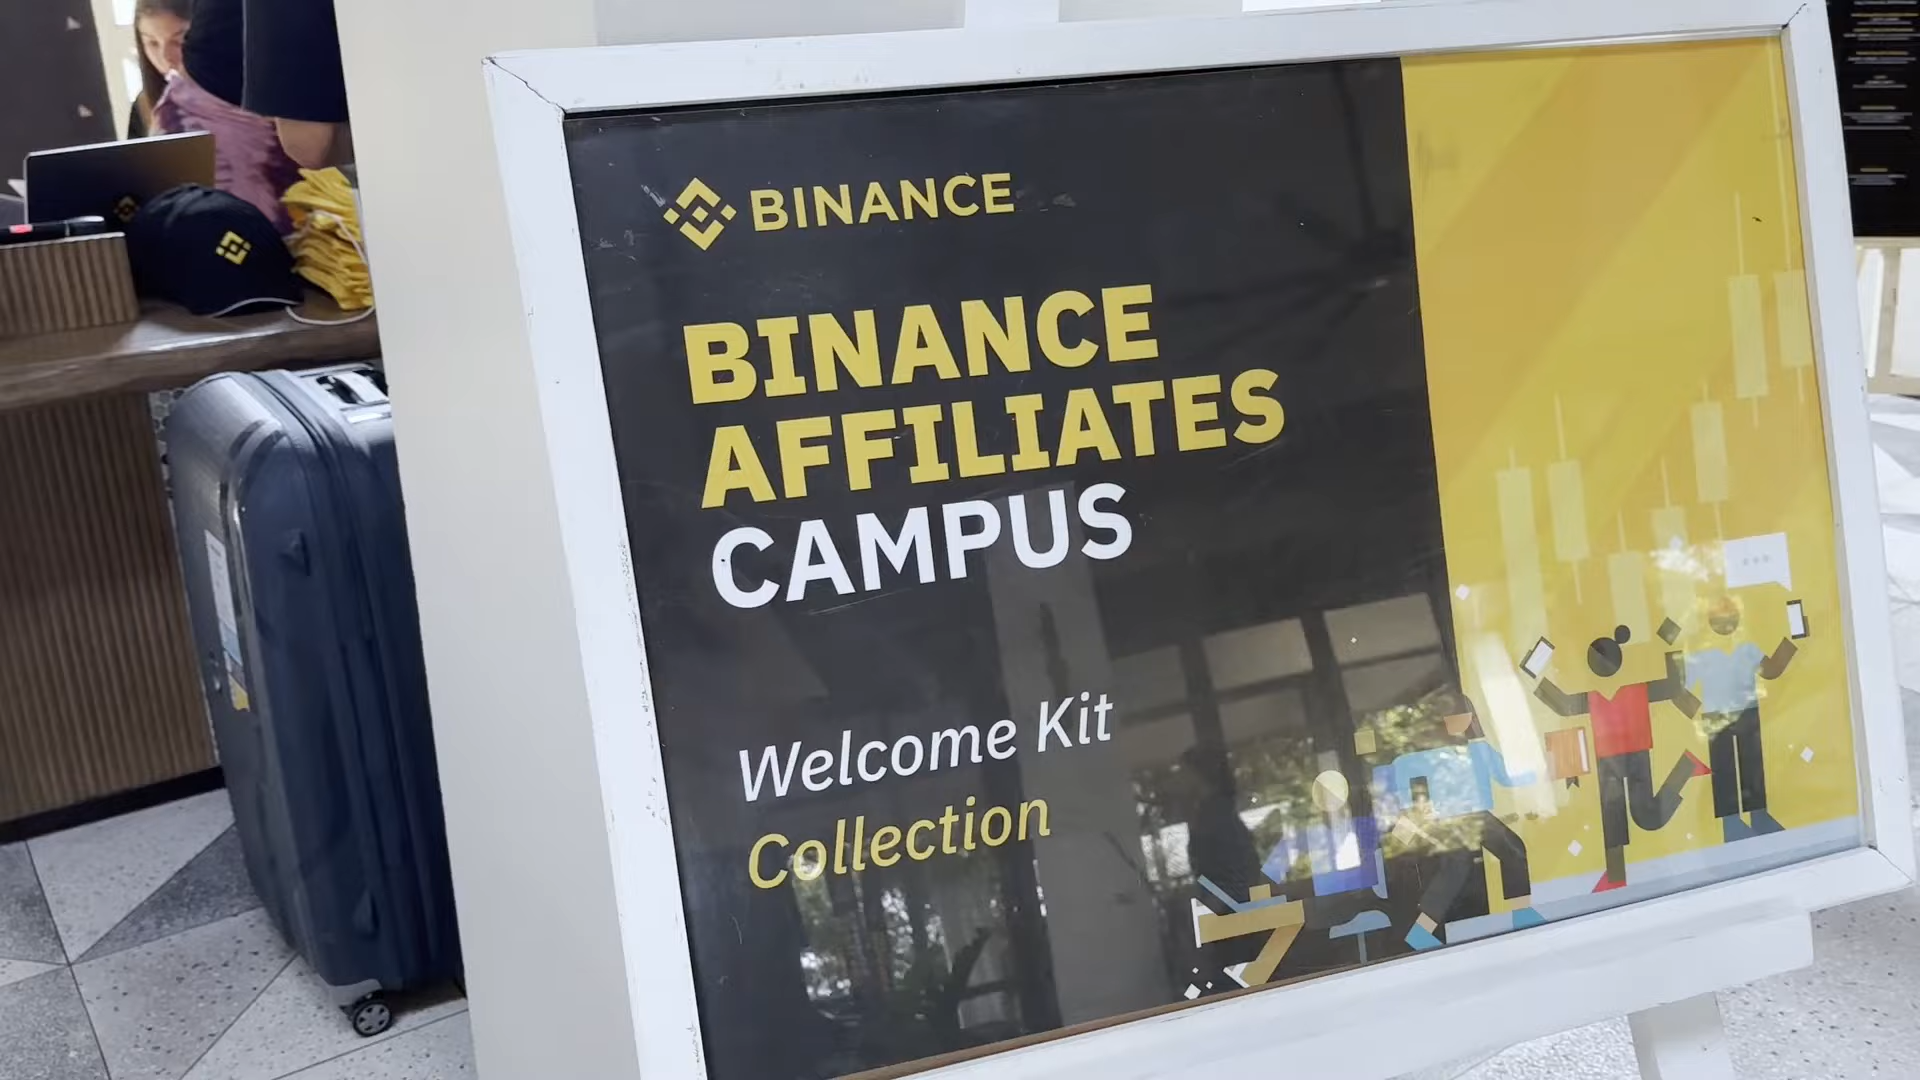 BINANCE
BINANCE
AFFILIATES
CAMPUS
Welcome Kit
Collection